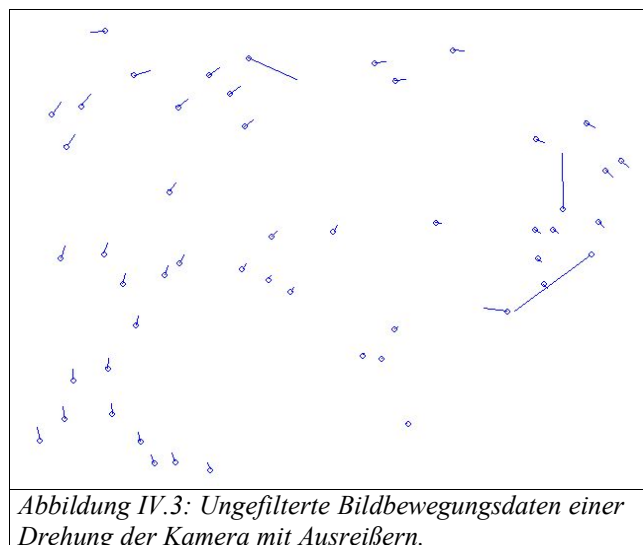 Abbildung IV.3: Ungefilterte Bildbewegungsdaten einer
Drehung der Kamera mit Ausreißern.